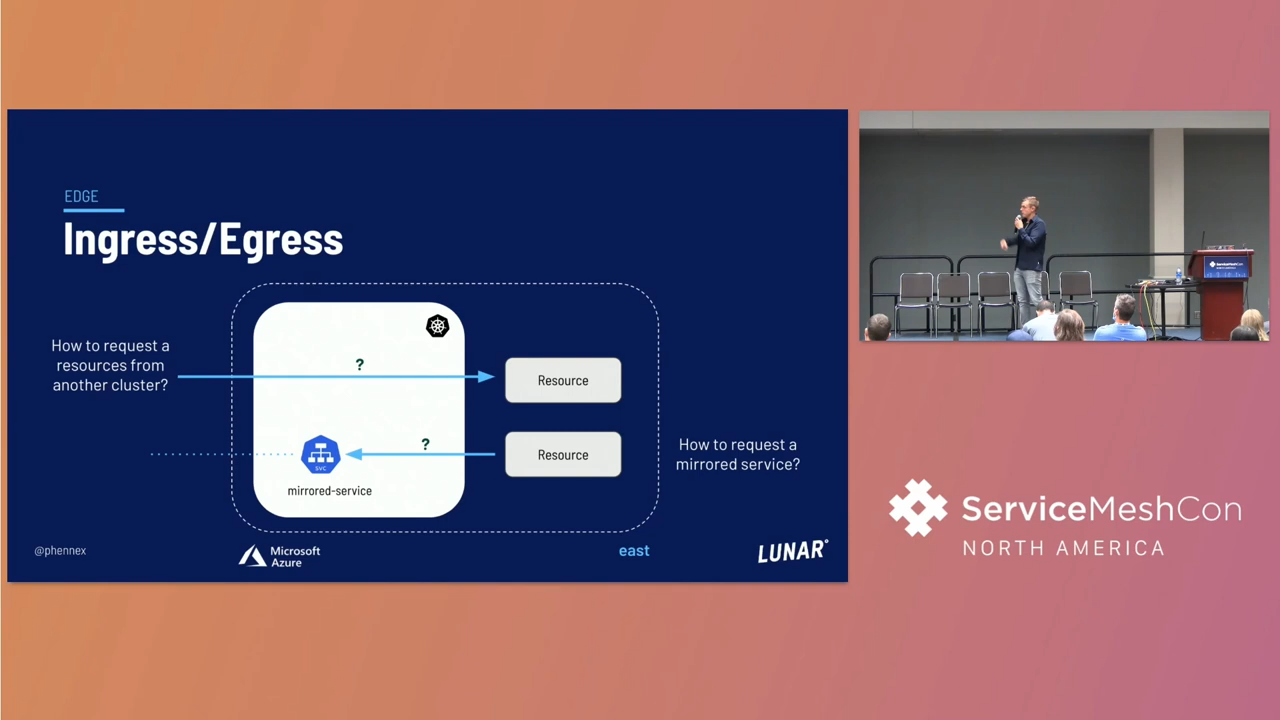 EDGE
Ingress/Egress
How to request a
resources from
another cluster?
?
Resource
?
SVC
mirrored-service
Resource
How to request a
mirrored service?
@phennex
Microsoft
Azure
east
LUNAR°
ServiceMeshCon
ServiceMeshCon
NORTH AMERICA